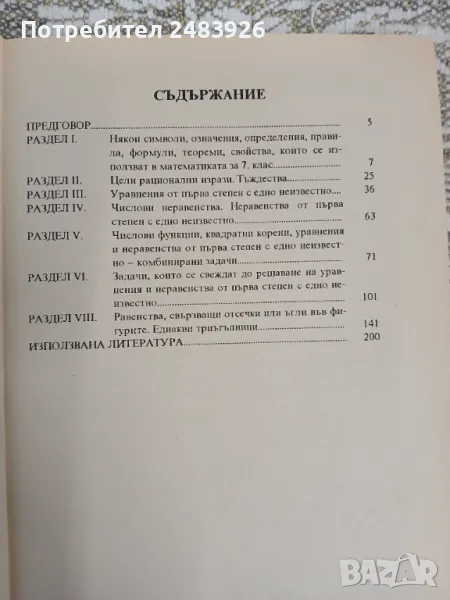 Потребител 2483926
СЪДЪРЖАНИЕ
ПРЕДГОВОР 5
РАЗДЕЛ I. Някои символи, означения, определения, прави-
ла, формули, теореми, свойства, които се из-
ползват в математиката за 7. клас 7
РАЗДЕЛ II. Цели рационални изрази. Тъждества 25
РАЗДЕЛ III. Уравнения от първа степен с едно неизвестно 36
РАЗДЕЛ IV. Числови неравенства. Неравенства от първа
степен с едно неизвестно 63
РАЗДЕЛ V. Числови функции, квадратни корени, уравнения
и неравенства от първа степен с едно неизвест-
но – комбинирани задачи 71
РАЗДЕЛ VI. Задачи, които се свеждат до решаване на урав-
нения и неравенства от първа степен с едно не-
известно 101
РАЗДЕЛ VIII. Равенства, свързващи отсечки или ъгли във фи-
гурите. Еднакви триъгълници 141
ИЗПОЛЗВАНА ЛИТЕРАТУРА 200
BAZAR